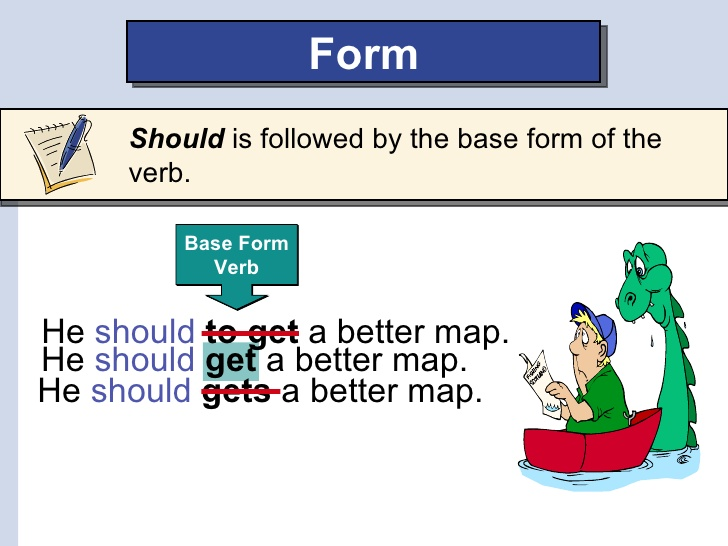 Form
Should is followed by the base form of the
verb.
Base Form
Verb
He should to get a better map.
He should get a better map.
He should gets a better map.